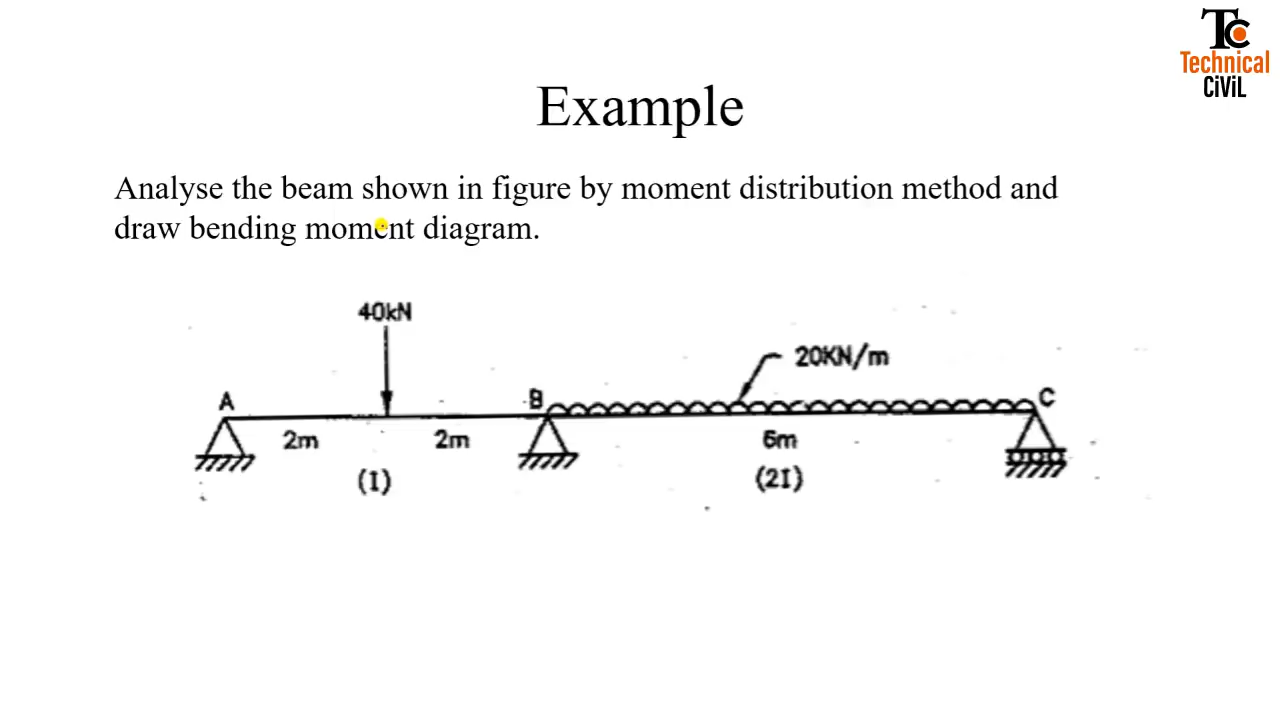 TC
Technical
CiViL
Example
Analyse the beam shown in figure by moment distribution method and
draw bending moment diagram.
40kN
20KN/m
A
B
C
2m
2m
6m
(I)
(2I)